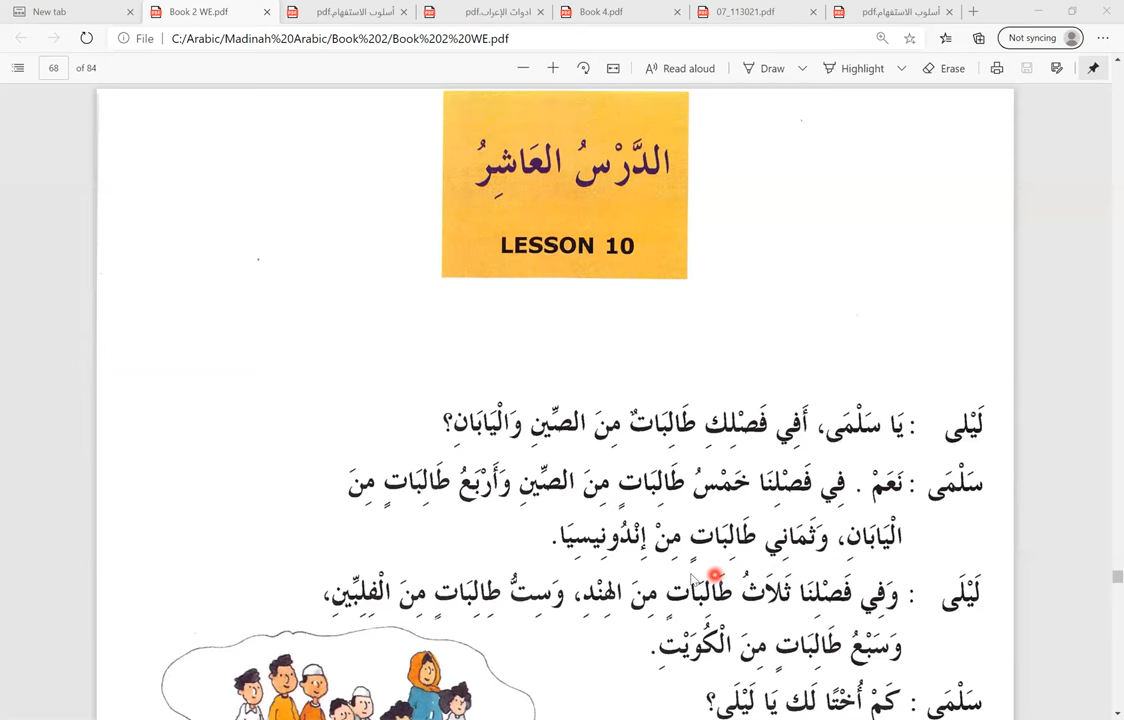 New tab
Book 2 WE.pdf
أسلوب الاستفهام.pdf
ادوات الإعراب.pdf
Book 4.pdf
07_113021.pdf
أسلوب الاستفهام.pdf
File
C:/Arabic/Madinah%20Arabic/Book%202/Book%202%20WE.pdf
Not syncing
68 of 84
Read aloud
Draw
Highlight
Erase
الدَّرْسُ العَاشِرُ
LESSON 10
لَيْلى : يَا سَلْمَى، أَفِي فَصْلِكِ طَالِبَاتٌ مِنَ الصِّينِ وَالْيَابَانِ؟
سَلْمَى : نَعَمْ . فِي فَصْلِنَا خَمْسُ طَالِبَاتٍ مِنَ الصِّينِ وَأَرْبَعُ طَالِبَاتٍ مِنَ
الْيَابَانِ، وَثَمَانِي طَالِبَاتٍ مِنْ إِنْدُونِيسِيَا.
لَيْلَى : وَفِي فَصْلِنَا ثَلاَثُ طَالِبَاتٍ مِنَ الهِنْدِ، وَسِتُّ طِالِبَاتٍ مِنَ الْفِلِبِّينِ،
وَسَبْعُ طَالِبَاتٍ مِنَ الْكُوَيْتِ.
سَلْمَى : كَمْ أُخْتًا لَك يَا لَيْلَى؟